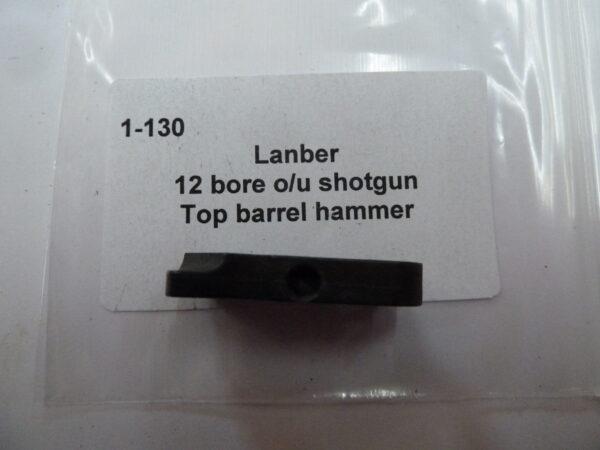 1-130
Lanber
12 bore o/u shotgun
Top barrel hammer